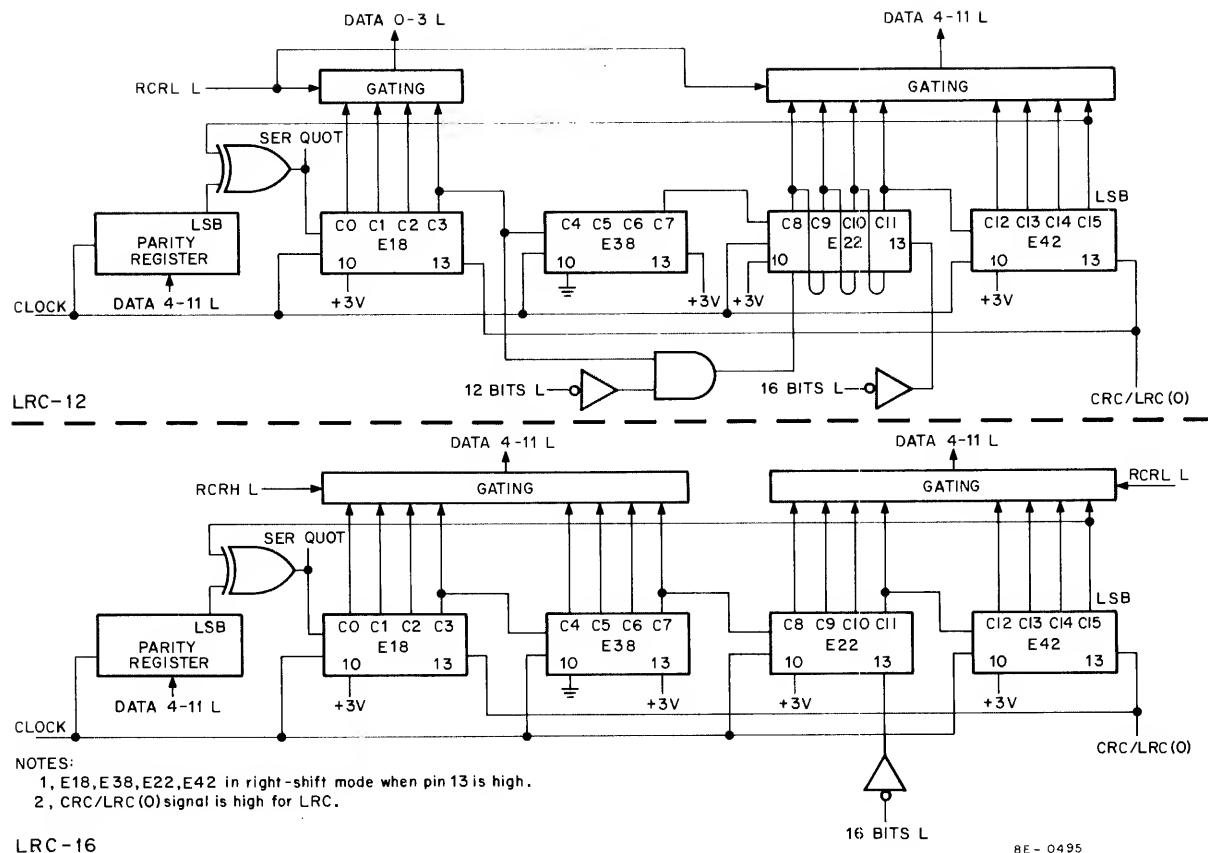 DATA 0-3 L
DATA 4-11 L
RCRL L
GATING
GATING
SER QUOT
LSB
LSB
PARITY
REGISTER
C0 C1 C2 C3
E18
10 13
C4 C5 C6 C7
E38
10 13
C8 C9 C10 C11
E22
10 13
C12 C13 C14 C15
E42
10 13
+3V
+3V
+3V
+3V
CLOCK
DATA 4-11 L
12 BITS L
16 BITS L
CRC/LRC(0)
LRC-12
DATA 4-11 L
DATA 4-11 L
RCRH L
GATING
GATING
RCRL L
SER QUOT
LSB
LSB
PARITY
REGISTER
C0 C1 C2 C3
E18
10 13
C4 C5 C6 C7
E38
10 13
C8 C9 C10 C11
E22
10 13
C12 C13 C14 C15
E42
10 13
+3V
+3V
+3V
+3V
DATA 4-11 L
CLOCK
CRC/LRC(0)
NOTES:
1, E18, E38, E22, E42 in right-shift mode when pin 13 is high.
2, CRC/LRC (0) signal is high for LRC.
16 BITS L
LRC-16
8E-0495